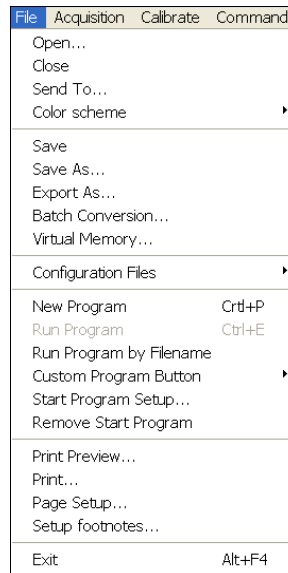 File Acquisition Calibrate Command
Open...
Close
Send To...
Color scheme
Save
Save As...
Export As...
Batch Conversion...
Virtual Memory...
Configuration Files
New Program Crtl+P
Run Program Ctrl+E
Run Program by Filename
Custom Program Button
Start Program Setup...
Remove Start Program
Print Preview...
Print...
Page Setup...
Setup footnotes...
Exit Alt+F4